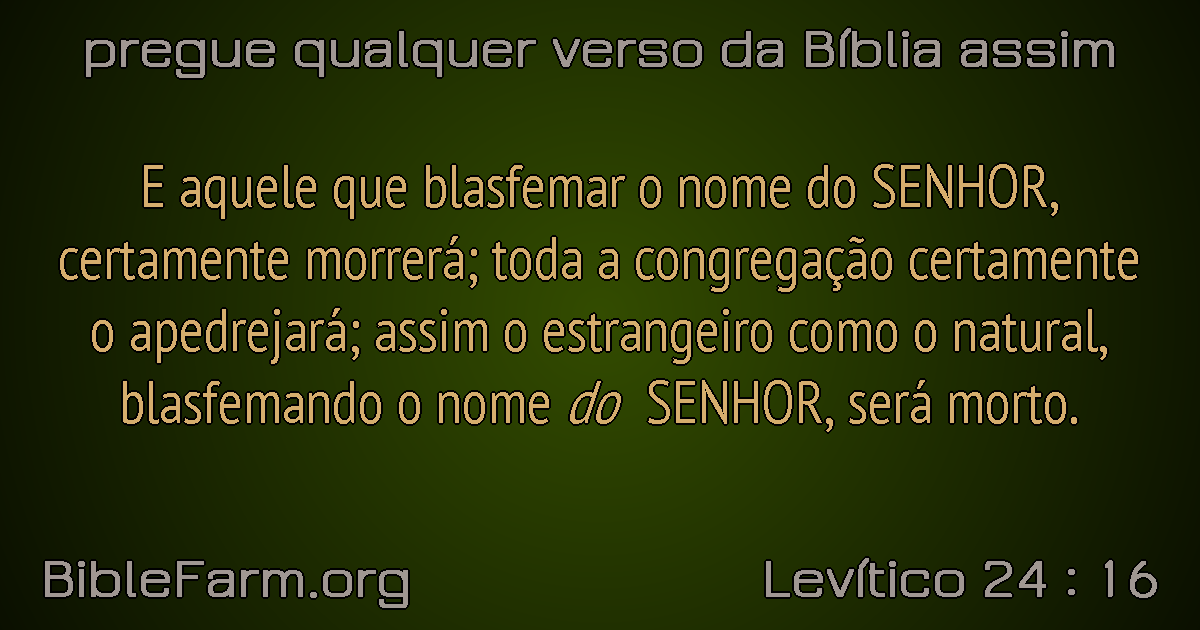 pregue qualquer verso da Bíblia assim
E aquele que blasfemar o nome do SENHOR,
certamente morrerá; toda a congregação certamente
o apedrejará; assim o estrangeiro como o natural,
blasfemando o nome do SENHOR, será morto.
BibleFarm.org
Levítico 24 : 16